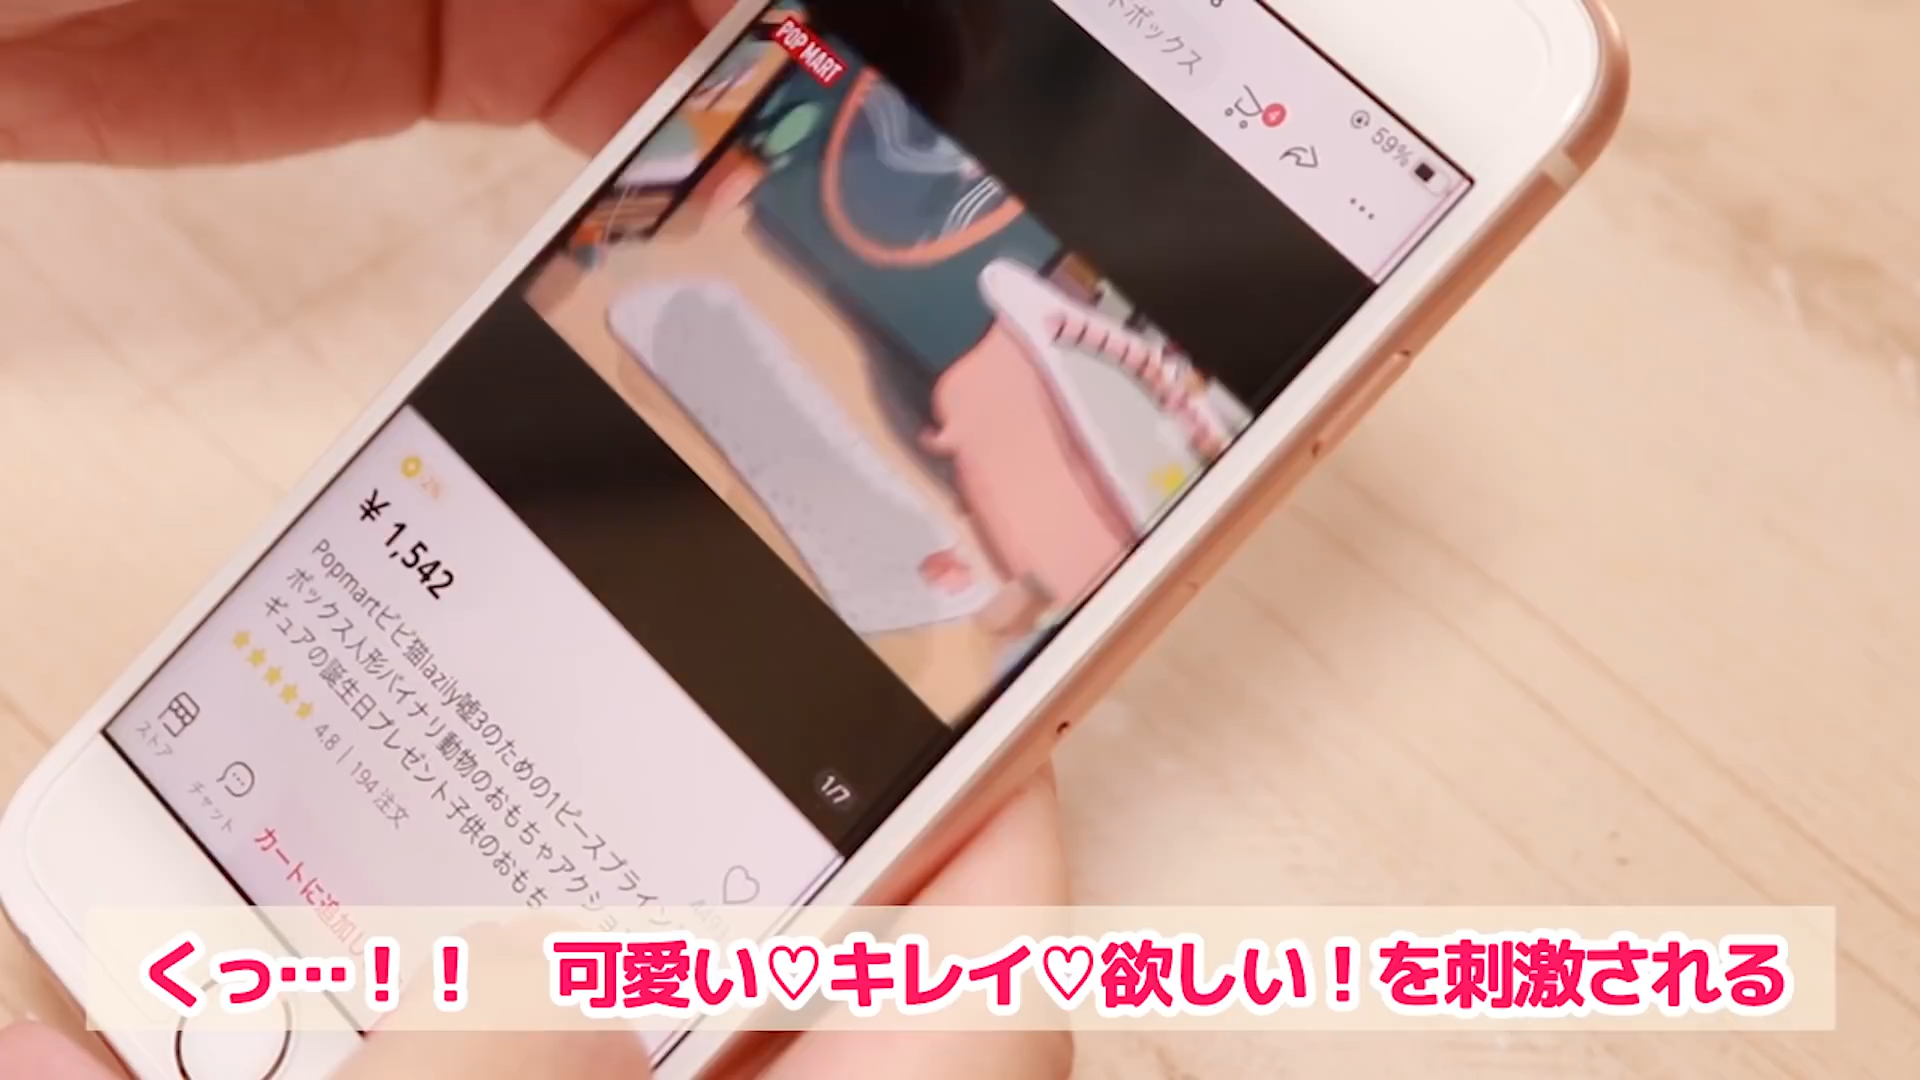 トボックス
4
59%
POP MART
1/7
2%
¥ 1,542
Popmartビビ猫lazily嘘3のための1ピースブライン
ボックス人形バイナリ動物のおもちゃアクショ
ギュアの誕生日プレゼント子供のおもち
4.8 | 194 注文
ストア
チャット
カートに追加
くっ…!! 可愛い♡キレイ♡欲しい!を刺激される